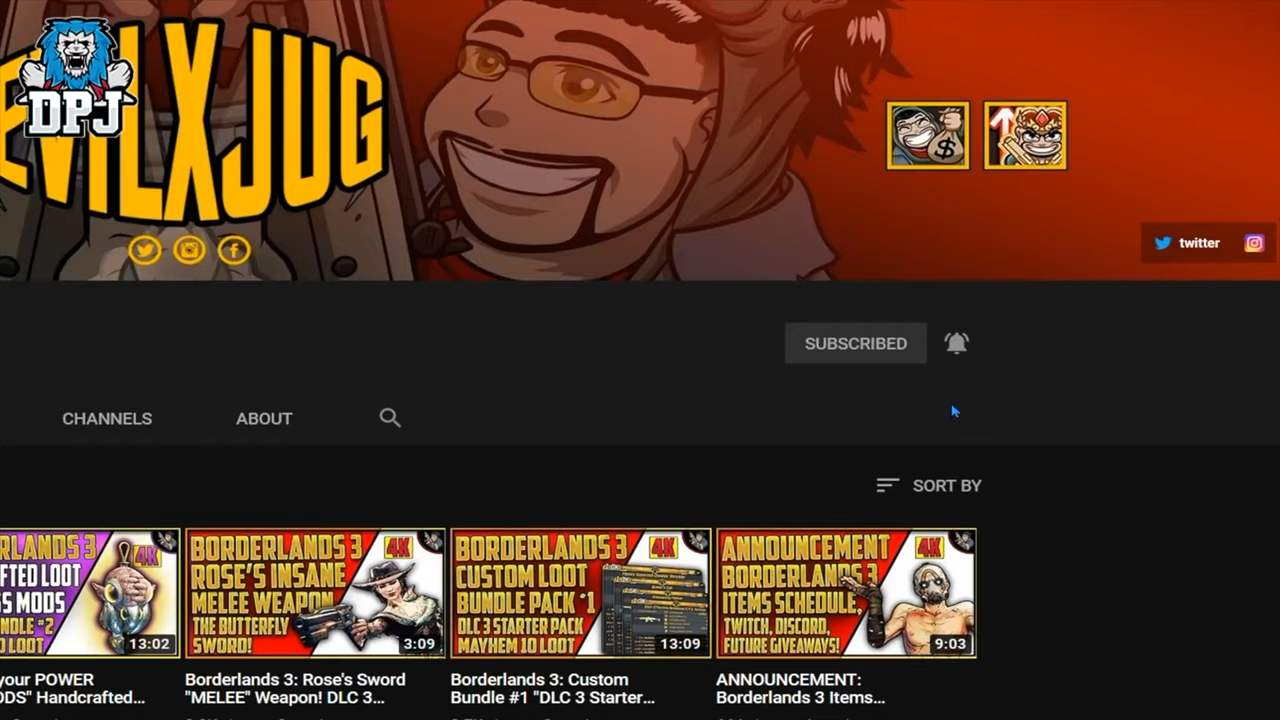 EVILXJUG
DPJ
$
twitter
SUBSCRIBED
CHANNELS ABOUT
SORT BY
RLANDS 3 4K
FTED LOOT
SS MODS
NDLE #2
O LOOT
13:02
BORDERLANDS 3 4K
ROSE'S INSANE
MELEE WEAPON
THE BUTTERFLY
SWORD!
3:09
BORDERLANDS 3 4K
CUSTOM LOOT
BUNDLE PACK #1
DLC 3 STARTER PACK
MAYHEM 10 LOOT
13:09
ANNOUNCEMENT 4K
BORDERLANDS 3
ITEMS SCHEDULE,
TWITCH, DISCORD,
FUTURE GIVEAWAYS!
9:03
your POWER
ODS" Handcrafted...
Borderlands 3: Rose's Sword
"MELEE" Weapon! DLC 3...
Borderlands 3: Custom
Bundle #1 "DLC 3 Starter...
ANNOUNCEMENT:
Borderlands 3 Items...